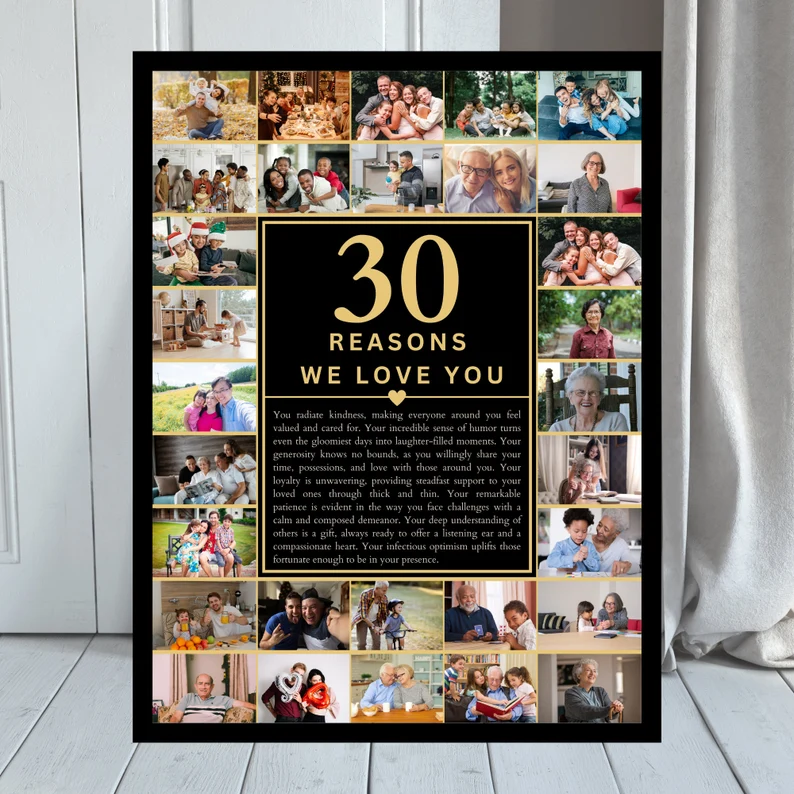 30
REASONS
WE LOVE YOU
You radiate kindness, making everyone around you feel
valued and cared for. Your incredible sense of humor turns
even the gloomiest days into laughter-filled moments. Your
generosity knows no bounds, as you willingly share your
time, possessions, and love with those around you. Your
loyalty is unwavering, providing steadfast support to your
loved ones through thick and thin. Your remarkable
patience is evident in the way you face challenges with a
calm and composed demeanor. Your deep understanding of
others is a gift, always ready to offer a listening ear and a
compassionate heart. Your infectious optimism uplifts those
fortunate enough to be in your presence.